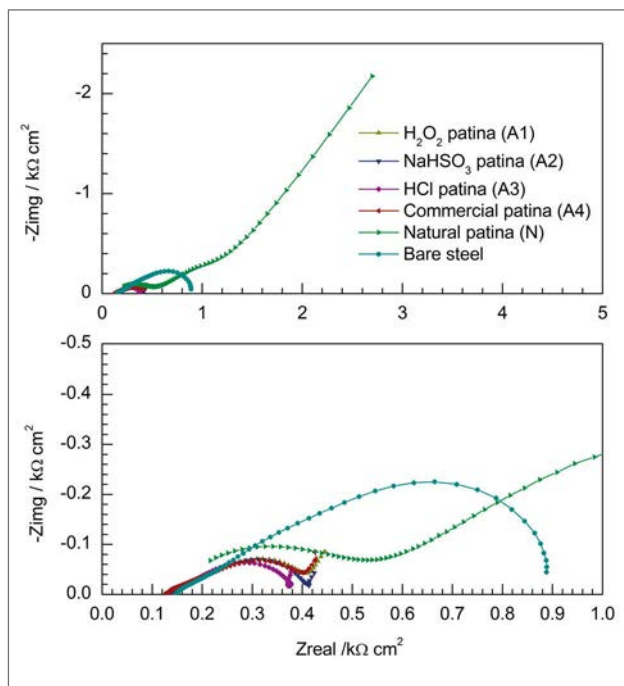 -Zimg / kΩ cm²
-2
-1
0
0
1
2
3
4
5
H₂O₂ patina (A1)
NaHSO₃ patina (A2)
HCl patina (A3)
Commercial patina (A4)
Natural patina (N)
Bare steel
-Zimg / kΩ cm²
-0.5
-0.4
-0.3
-0.2
-0.1
0.0
0.0
0.1
0.2
0.3
0.4
0.5
0.6
0.7
0.8
0.9
1.0
Zreal /kΩ cm²